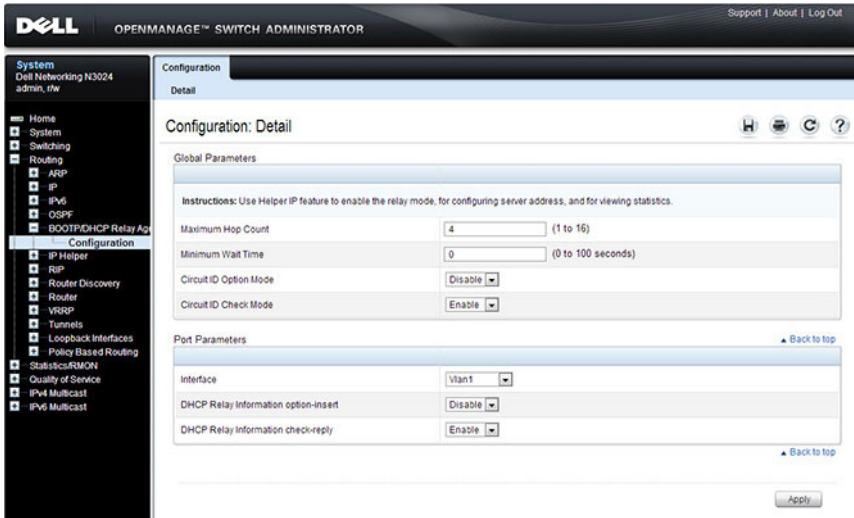 Support | About | Log Out
DELL
OPENMANAGE™ SWITCH ADMINISTRATOR
System
Dell Networking N3024
admin, r/w
Home
System
Switching
Routing
ARP
IP
IPv6
OSPF
BOOTP/DHCP Relay Age
Configuration
IP Helper
RIP
Router Discovery
Router
VRRP
Tunnels
Loopback Interfaces
Policy Based Routing
Statistics/RMON
Quality of Service
IPv4 Multicast
IPv6 Multicast
Configuration
Detail
Configuration: Detail
Global Parameters
Instructions: Use Helper IP feature to enable the relay mode, for configuring server address, and for viewing statistics.
Maximum Hop Count 4 (1 to 16)
Minimum Wait Time 0 (0 to 100 seconds)
Circuit ID Option Mode Disable
Circuit ID Check Mode Enable
Port Parameters Back to top
Interface Vlan1
DHCP Relay Information option-insert Disable
DHCP Relay Information check-reply Enable
Back to top
Apply